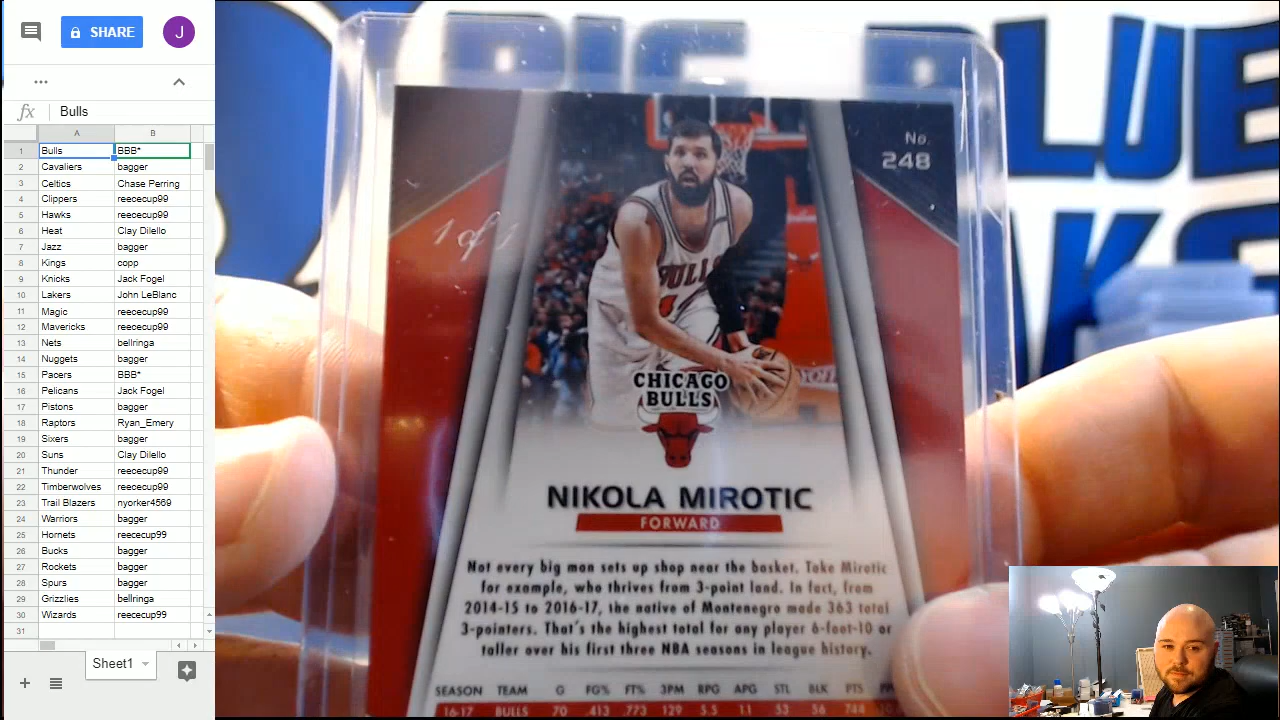 SHARE
J
fx Bulls
A B
1 Bulls BBB*
2 Cavaliers bagger
3 Celtics Chase Perring
4 Clippers reececup99
5 Hawks reececup99
6 Heat Clay Dilello
7 Jazz bagger
8 Kings copp
9 Knicks Jack Fogel
10 Lakers John LeBlanc
11 Magic reececup99
12 Mavericks reececup99
13 Nets bellringa
14 Nuggets bagger
15 Pacers BBB*
16 Pelicans Jack Fogel
17 Pistons bagger
18 Raptors Ryan_Emery
19 Sixers bagger
20 Suns Clay Dilello
21 Thunder reececup99
22 Timberwolves reececup99
23 Trail Blazers nyorker4569
24 Warriors bagger
25 Hornets reececup99
26 Bucks bagger
27 Rockets bagger
28 Spurs bagger
29 Grizzlies bellringa
30 Wizards reececup99
31
Sheet1
BIG BLUE
No.
248
1 of 1
BULLS
CHICAGO
BULLS
NIKOLA MIROTIC
FORWARD
Not every big man sets up shop near the basket. Take Mirotic
for example, who thrives from 3-point land. In fact, from
2014-15 to 2016-17, the native of Montenegro made 363 total
3-pointers. That's the highest total for any player 6-foot-10 or
taller over his first three NBA seasons in league history.
SEASON TEAM G FG% FT% 3PM RPG APG STL BLK PTS
16-17 BULLS 70 .413 .773 129 5.5 1.1 53 56 744